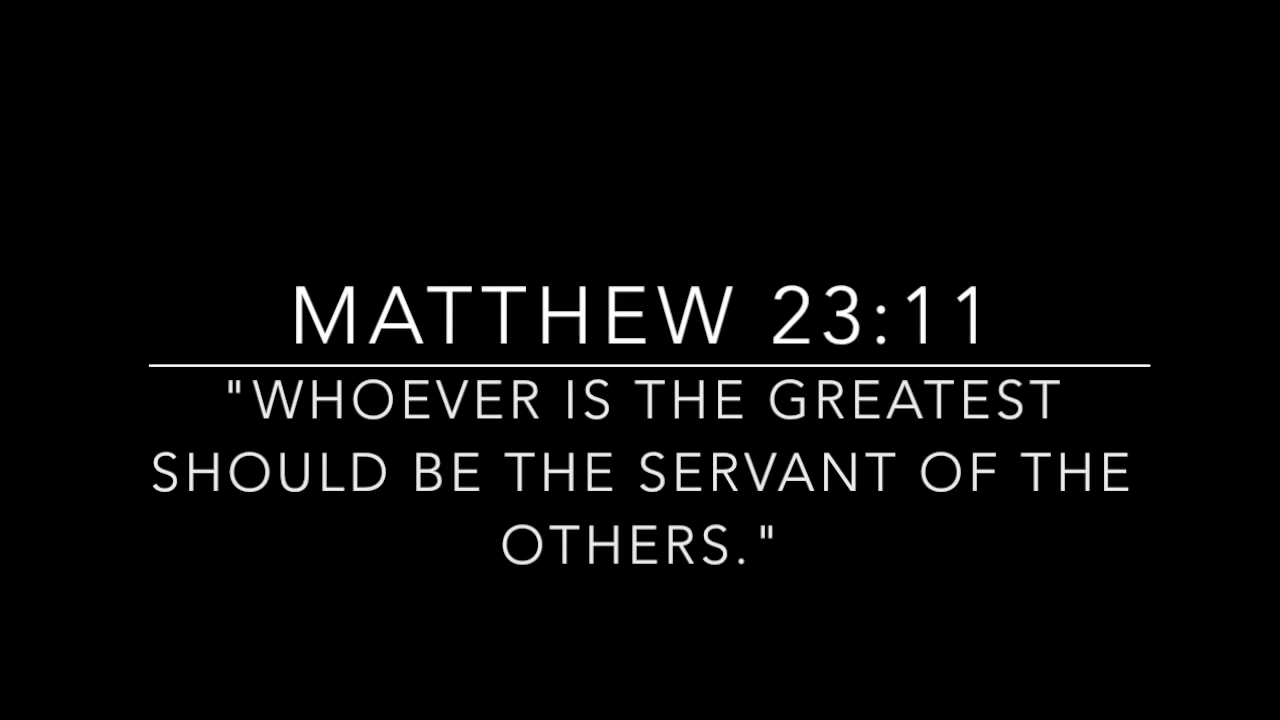 MATTHEW 23:11
"WHOEVER IS THE GREATEST
SHOULD BE THE SERVANT OF THE
OTHERS."